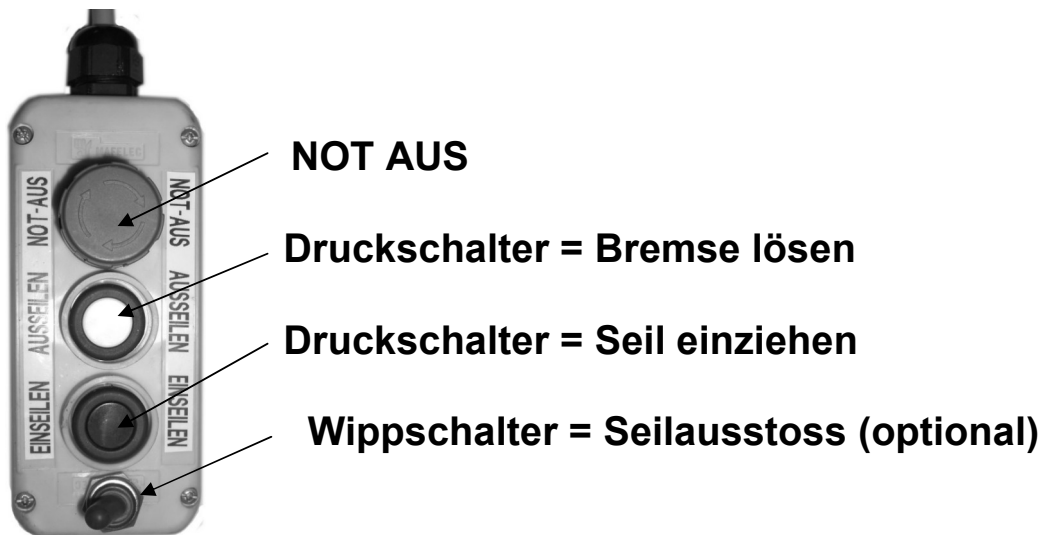 NOT AUS
Druckschalter = Bremse lösen
Druckschalter = Seil einziehen
Wippschalter = Seilausstoss (optional)
NOT-AUS
AUSSEILEN
EINSEILEN
NOT-AUS
AUSSEILEN
EINSEILEN